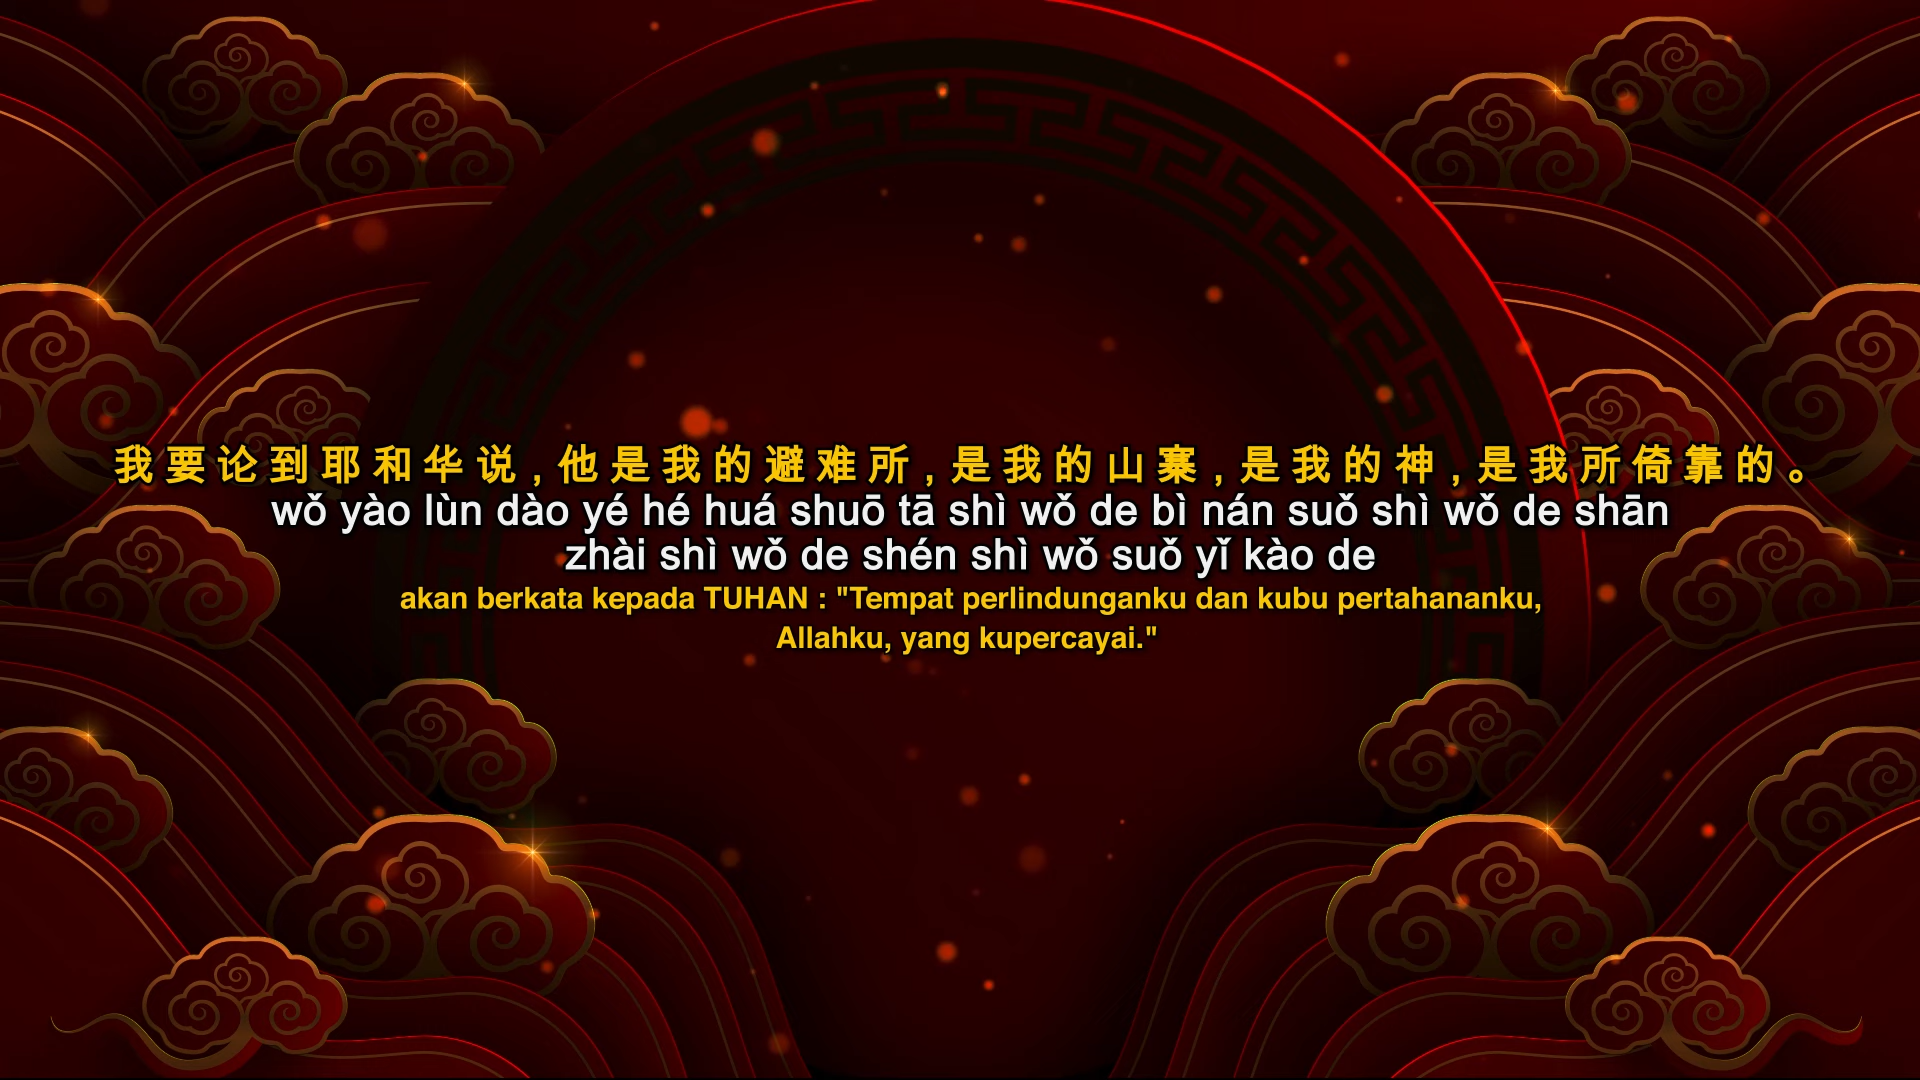 我要论到耶和华说,他是我的避难所,是我的山寨,是我的神,是我所倚靠的。
wǒ yào lùn dào yé hé huá shuō tā shì wǒ de bì nán suǒ shì wǒ de shān
zhài shì wǒ de shén shì wǒ suǒ yǐ kào de
akan berkata kepada TUHAN : "Tempat perlindunganku dan kubu pertahananku,
Allahku, yang kupercayai."